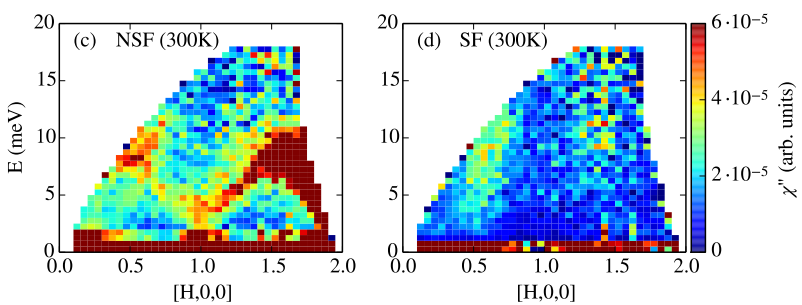 (c) NSF (300K)
E (meV)
20
15
10
5
0
0.0 0.5 1.0 1.5 2.0
[H,0,0]
(d) SF (300K)
20
15
10
5
0
0.0 0.5 1.0 1.5 2.0
[H,0,0]
6·10⁻⁵
4·10⁻⁵
2·10⁻⁵
0
χ" (arb. units)